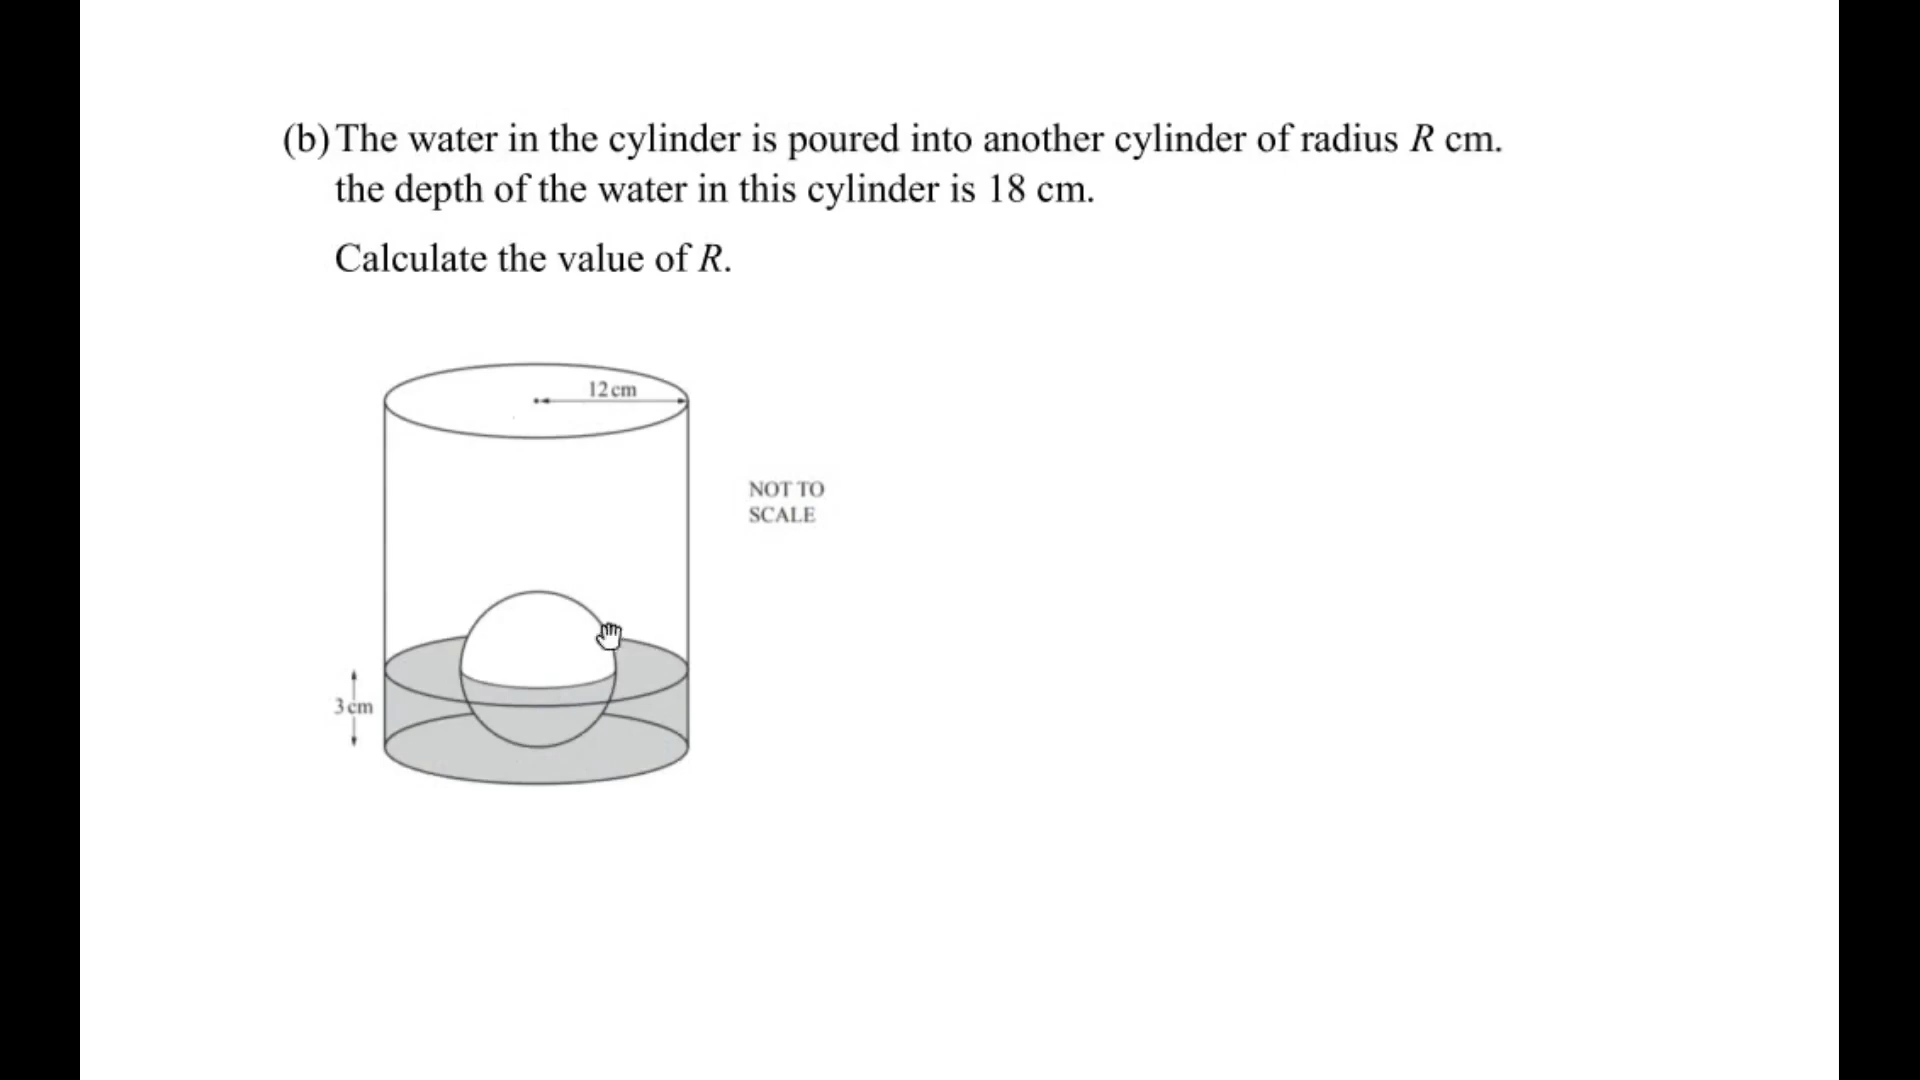 (b) The water in the cylinder is poured into another cylinder of radius R cm.
the depth of the water in this cylinder is 18 cm.
Calculate the value of R.
12 cm
NOT TO
SCALE
3 cm